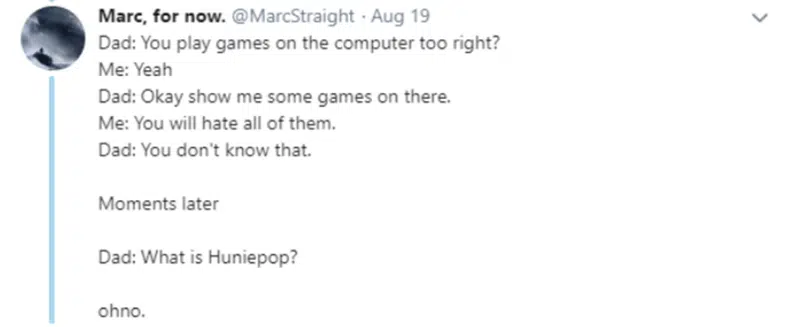 Marc, for now. @MarcStraight · Aug 19
Dad: You play games on the computer too right?
Me: Yeah
Dad: Okay show me some games on there.
Me: You will hate all of them.
Dad: You don't know that.
Moments later
Dad: What is Huniepop?
ohno.